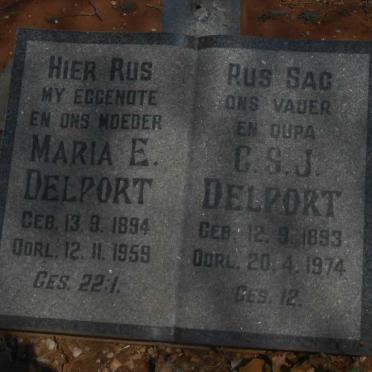 HIER RUS
MY EGGENOTE
EN ONS MOEDER
MARIA E.
DELPORT
GEB. 13. 9. 1894
OORL. 12. 11. 1959
GES. 22:1.
RUS SAG
ONS VADER
EN OUPA
C. S. J.
DELPORT
GEB. 12. 9. 1893
OORL. 20. 4. 1974
GES. 12.